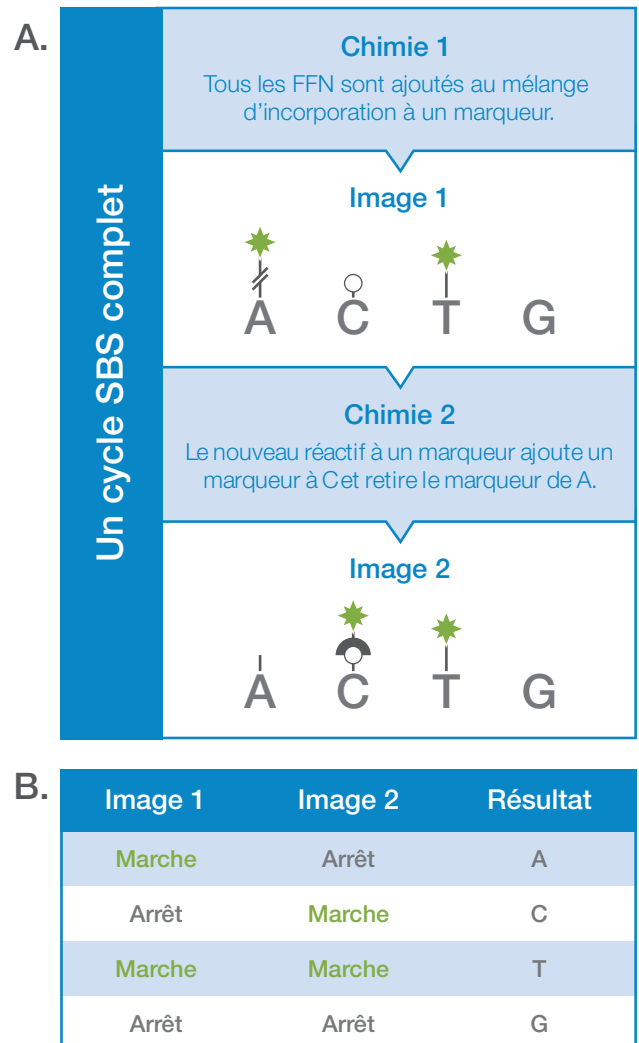 A.
Un cycle SBS complet
Chimie 1
Tous les FFN sont ajoutés au mélange
d'incorporation à un marqueur.
Image 1
A C T G
Chimie 2
Le nouveau réactif à un marqueur ajoute un
marqueur à C et retire le marqueur de A.
Image 2
A C T G
B.
Image 1 Image 2 Résultat
Marche Arrêt A
Arrêt Marche C
Marche Marche T
Arrêt Arrêt G